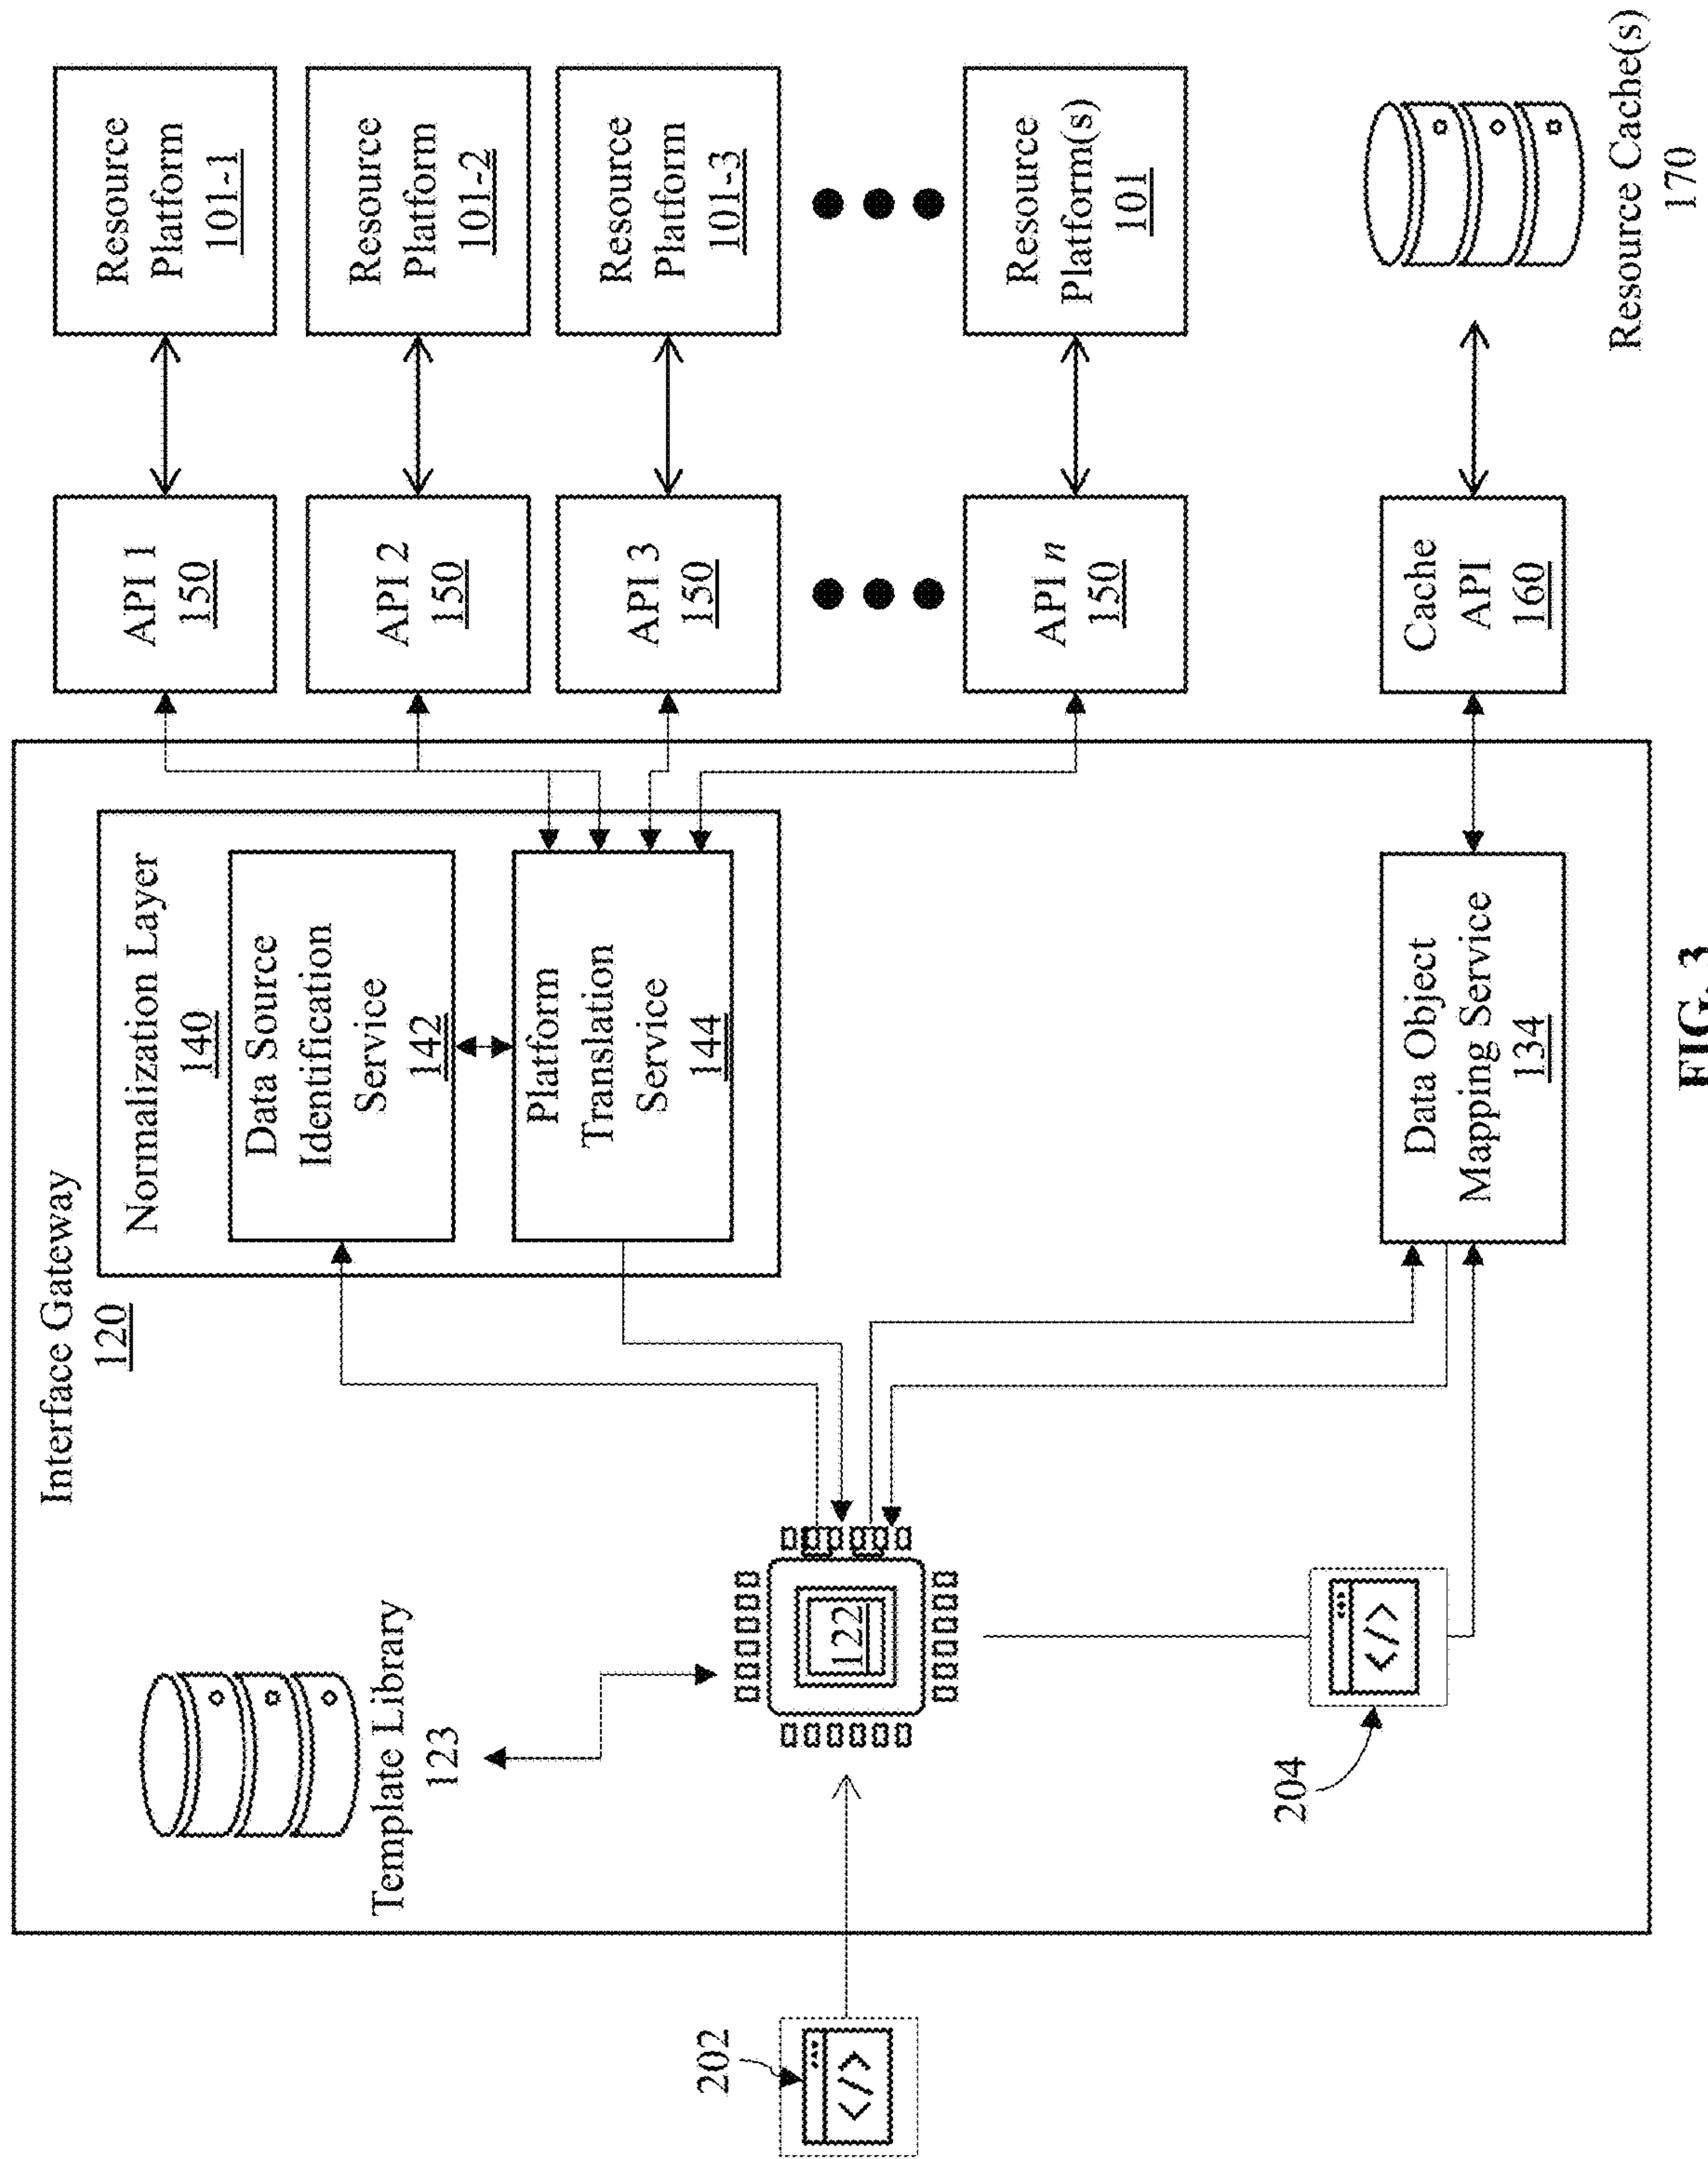 Interface Gateway
120
Template Library
123
202
122
204
Normalization Layer
140
Data Source
Identification
Service
142
Platform
Translation
Service
144
Data Object
Mapping Service
134
API 1
150
API 2
150
API 3
150
API n
150
Cache
API
160
Resource
Platform
101-1
Resource
Platform
101-2
Resource
Platform
101-3
Resource
Platform(s)
101
Resource Cache(s)
170
</>
</>
FIG. 3